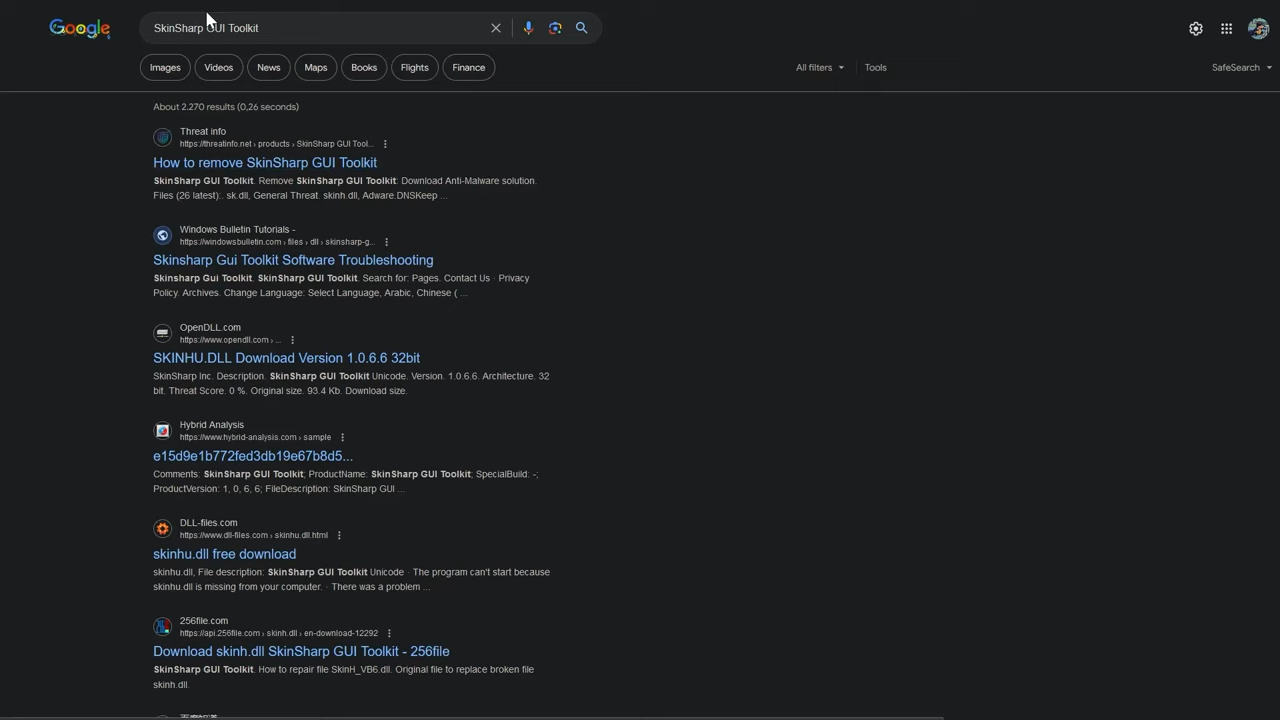 Google
SkinSharp GUI Toolkit
Images Videos News Maps Books Flights Finance All filters Tools SafeSearch
About 2.270 results (0,26 seconds)
Threat info
https://threatinfo.net › products › SkinSharp GUI Tool...
How to remove SkinSharp GUI Toolkit
SkinSharp GUI Toolkit. Remove SkinSharp GUI Toolkit: Download Anti-Malware solution.
Files (26 latest):. sk.dll, General Threat. skinh.dll, Adware.DNSKeep ...
Windows Bulletin Tutorials -
https://windowsbulletin.com › files › dll › skinsharp-g...
Skinsharp Gui Toolkit Software Troubleshooting
Skinsharp Gui Toolkit. SkinSharp GUI Toolkit. Search for: Pages. Contact Us · Privacy
Policy. Archives. Change Language: Select Language, Arabic, Chinese ( ...
OpenDLL.com
https://www.opendll.com › ...
SKINHU.DLL Download Version 1.0.6.6 32bit
SkinSharp Inc. Description. SkinSharp GUI Toolkit Unicode. Version. 1.0.6.6. Architecture. 32
bit. Threat Score. 0 %. Original size. 93.4 Kb. Download size.
Hybrid Analysis
https://www.hybrid-analysis.com › sample
e15d9e1b772fed3db19e67b8d5...
Comments: SkinSharp GUI Toolkit; ProductName: SkinSharp GUI Toolkit; SpecialBuild: -;
ProductVersion: 1, 0, 6, 6; FileDescription: SkinSharp GUI ...
DLL-files.com
https://www.dll-files.com › skinhu.dll.html
skinhu.dll free download
skinhu.dll, File description: SkinSharp GUI Toolkit Unicode · The program can't start because
skinhu.dll is missing from your computer. · There was a problem ...
256file.com
https://api.256file.com › skinh.dll › en-download-12292
Download skinh.dll SkinSharp GUI Toolkit - 256file
SkinSharp GUI Toolkit. How to repair file SkinH_VB6.dll. Original file to replace broken file
skinh.dll.